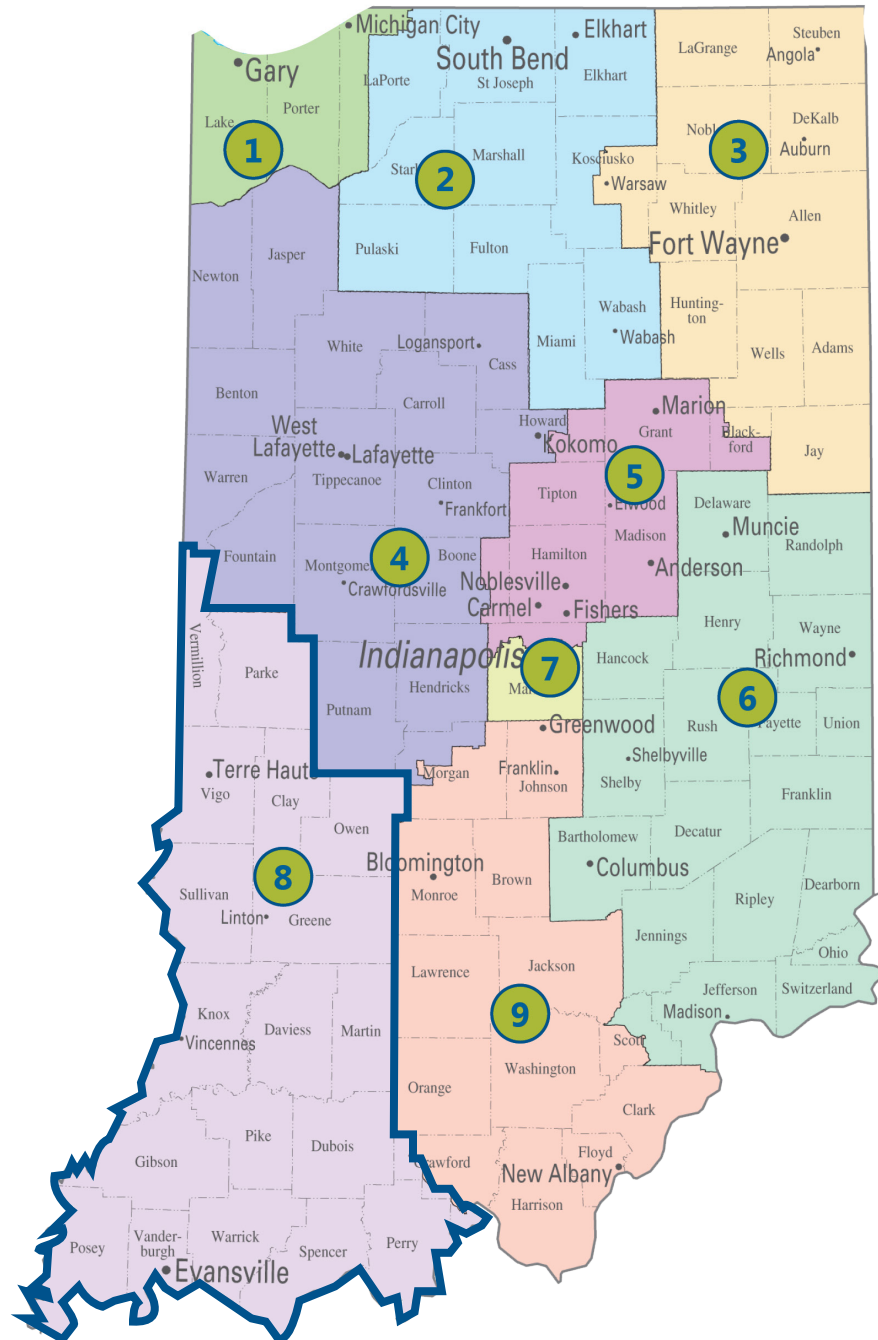 Michigan City
Elkhart
South Bend
Gary
LaPorte
St Joseph
Elkhart
LaGrange
Steuben
Angola
Lake
Porter
1
2
Marshall
Kosciusko
Warsaw
3
DeKalb
Auburn
Whitley
Allen
Fort Wayne
Newton
Jasper
Pulaski
Fulton
Miami
Wabash
Wabash
Hunting-
ton
Wells
Adams
White
Logansport
Cass
Benton
Carroll
Howard
Kokomo
Marion
Grant
Black-
ford
Jay
West
Lafayette
Lafayette
Warren
Tippecanoe
Clinton
Frankfort
Tipton
5
Elwood
Madison
Delaware
Muncie
Randolph
Fountain
4
Boone
Crawfordsville
Hamilton
Noblesville
Carmel
Fishers
Anderson
Henry
Wayne
Richmond
Vermillion
Parke
Putnam
Hendricks
Indianapolis
7
Hancock
6
Rush
Union
Greenwood
Shelbyville
Shelby
Franklin
Terre Haute
Vigo
Clay
Owen
Morgan
Franklin
Johnson
Bartholomew
Columbus
Decatur
Bloomington
Monroe
Brown
8
Sullivan
Linton
Greene
Ripley
Dearborn
Jennings
Ohio
Lawrence
Jackson
Jefferson
Switzerland
Madison
9
Knox
Vincennes
Daviess
Martin
Scott
Washington
Orange
Clark
Pike
Dubois
Gibson
Crawford
Floyd
New Albany
Harrison
Posey
Vander-
burgh
Warrick
Spencer
Perry
Evansville